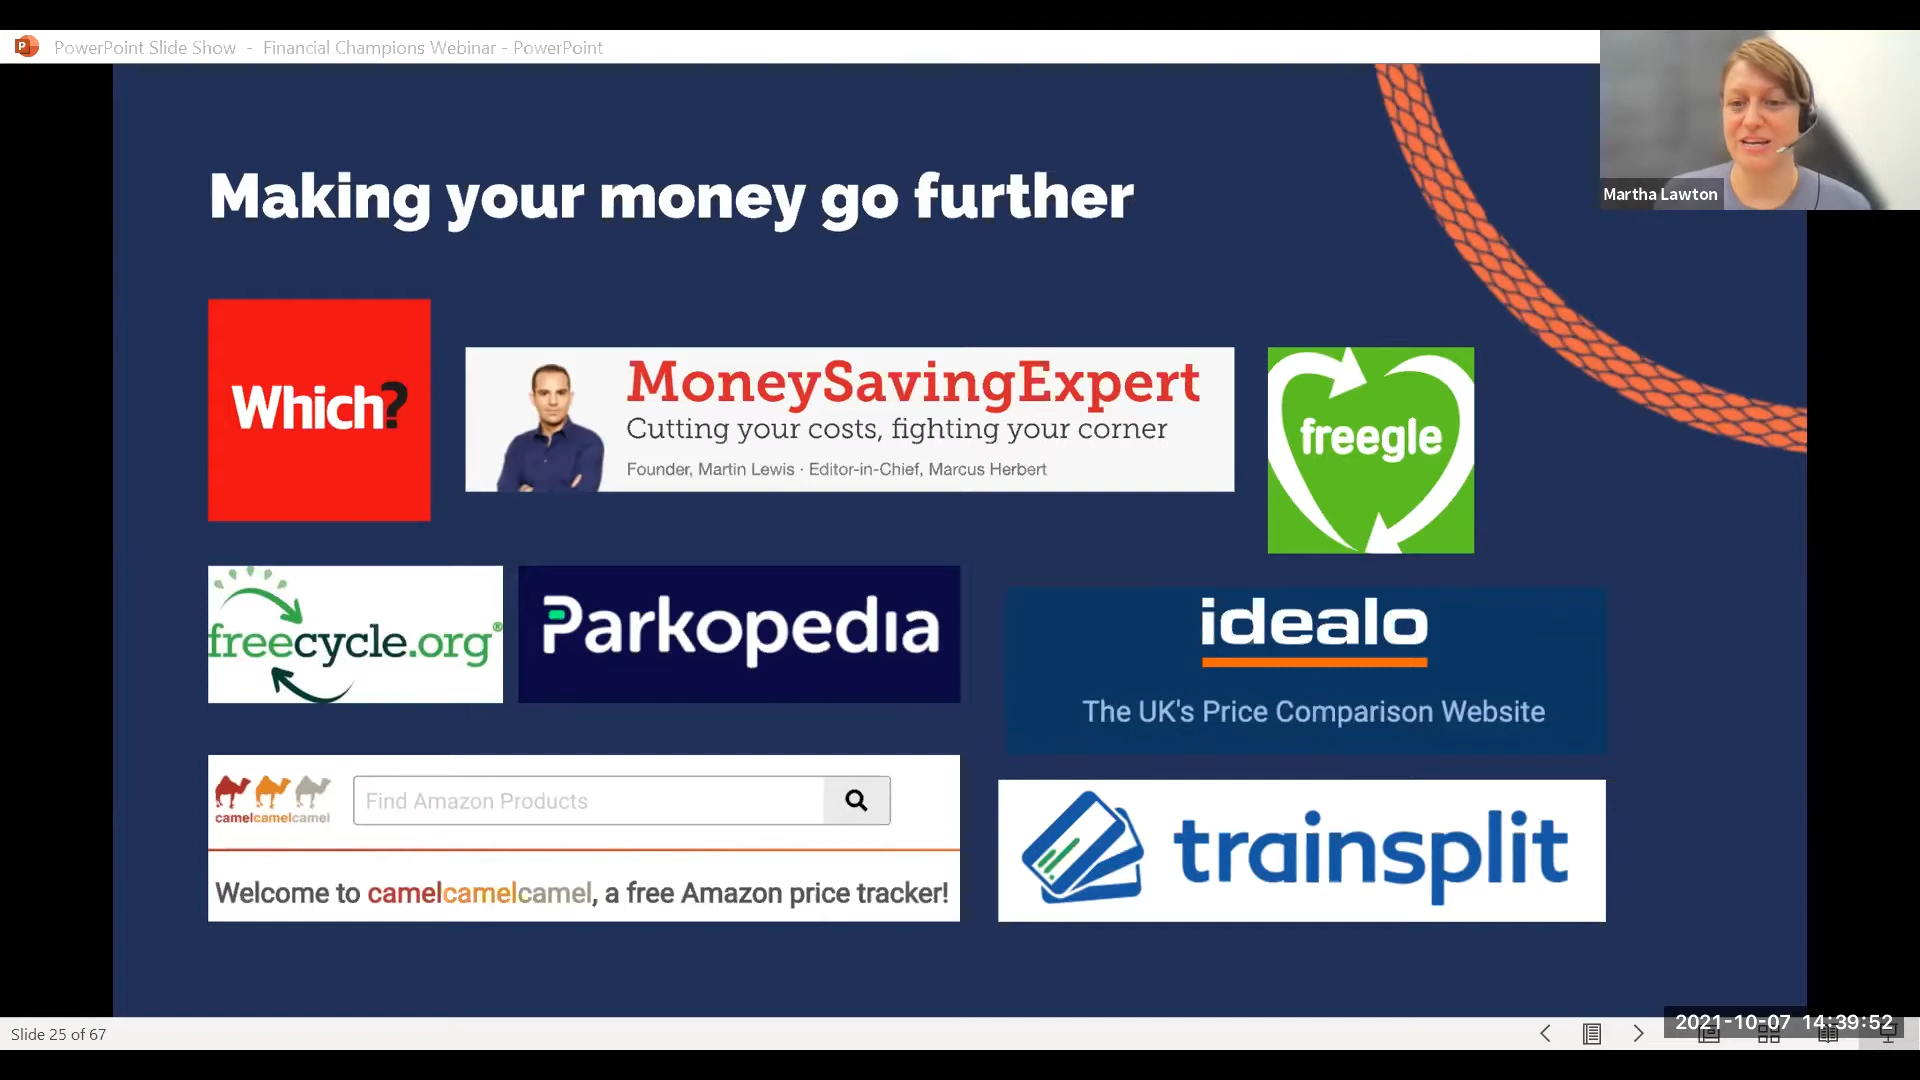 PowerPoint Slide Show - Financial Champions Webinar - PowerPoint
Martha Lawton
Making your money go further
Which?
MoneySavingExpert
Cutting your costs, fighting your corner
Founder, Martin Lewis · Editor-in-Chief, Marcus Herbert
freegle
freecycle.org®
Parkopedia
idealo
The UK's Price Comparison Website
camelcamelcamel
Find Amazon Products
Welcome to camelcamelcamel, a free Amazon price tracker!
trainsplit
Slide 25 of 67
2021-10-07 14:39:52